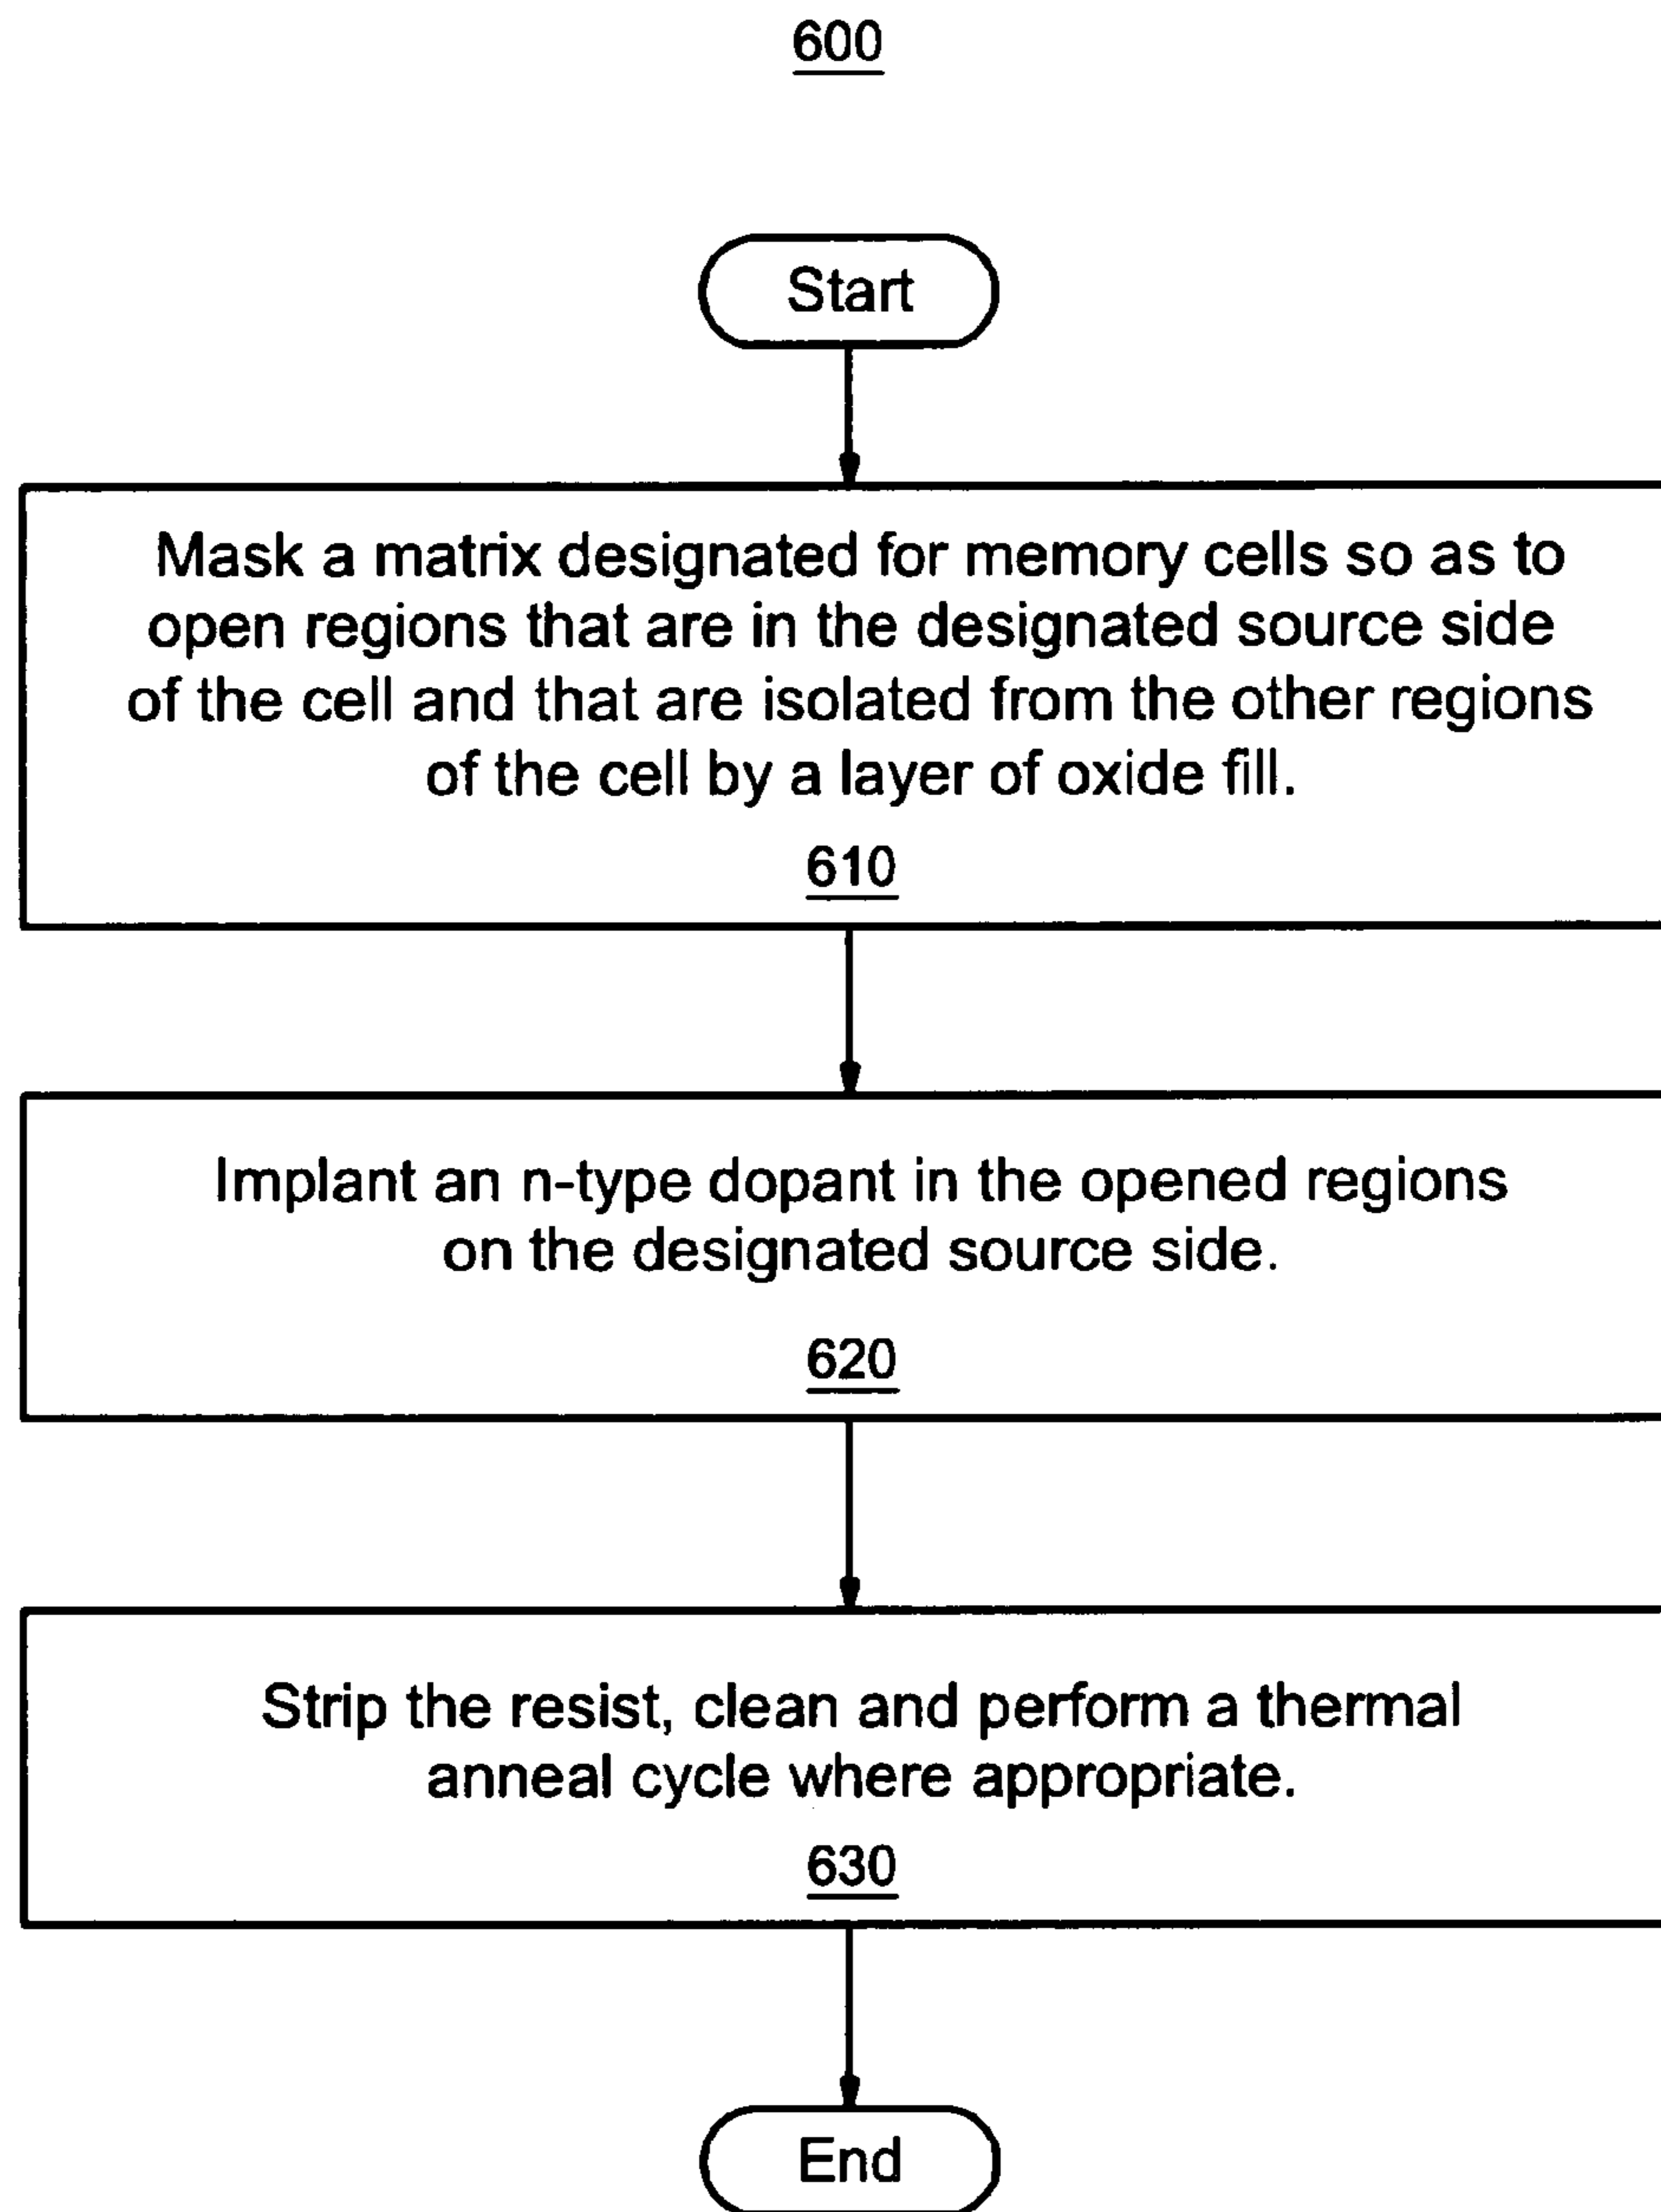 600
Start
Mask a matrix designated for memory cells so as to
open regions that are in the designated source side
of the cell and that are isolated from the other regions
of the cell by a layer of oxide fill.
610
Implant an n-type dopant in the opened regions
on the designated source side.
620
Strip the resist, clean and perform a thermal
anneal cycle where appropriate.
630
End